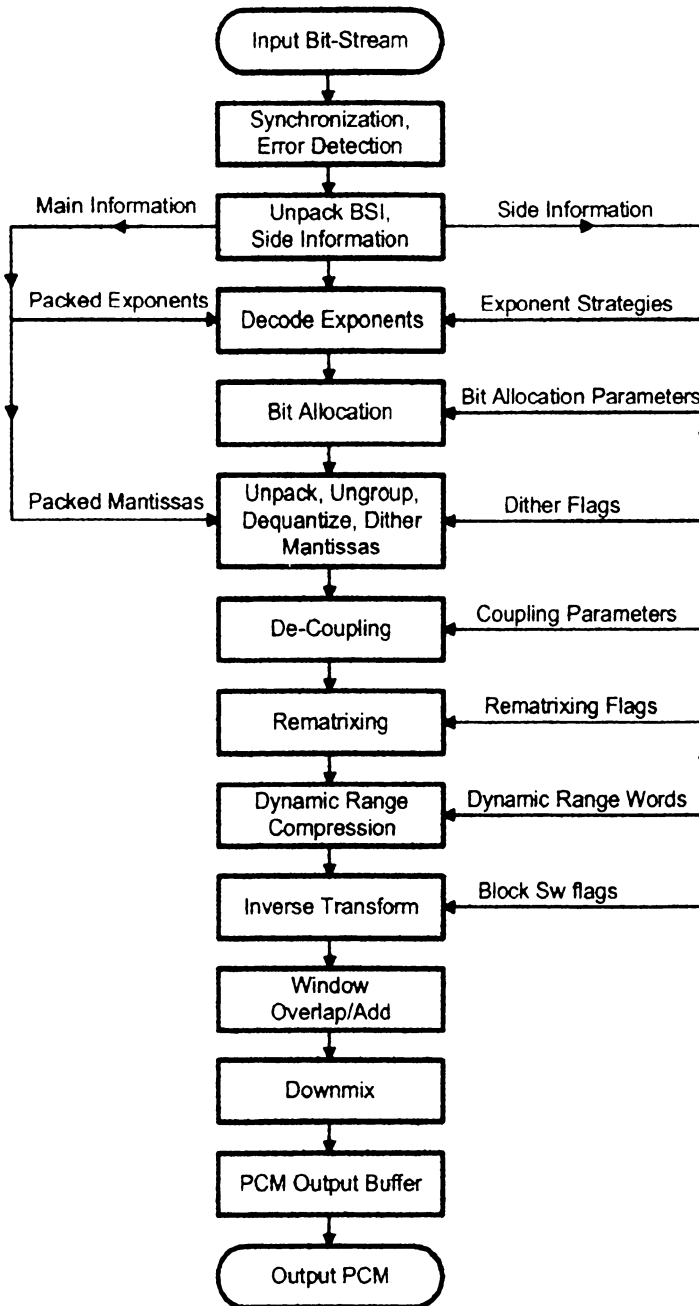 Input Bit-Stream
Synchronization,
Error Detection
Main Information
Unpack BSI,
Side Information
Side Information
Packed Exponents
Decode Exponents
Exponent Strategies
Bit Allocation
Bit Allocation Parameters
Packed Mantissas
Unpack, Ungroup,
Dequantize, Dither
Mantissas
Dither Flags
De-Coupling
Coupling Parameters
Rematrixing
Rematrixing Flags
Dynamic Range
Compression
Dynamic Range Words
Inverse Transform
Block Sw flags
Window
Overlap/Add
Downmix
PCM Output Buffer
Output PCM